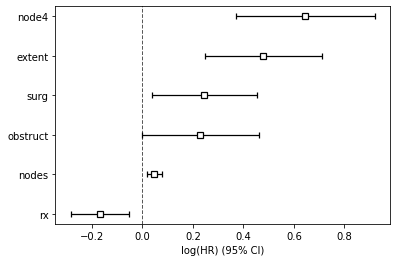 node4
extent
surg
obstruct
nodes
rx
−0.2 0.0 0.2 0.4 0.6 0.8
log(HR) (95% CI)